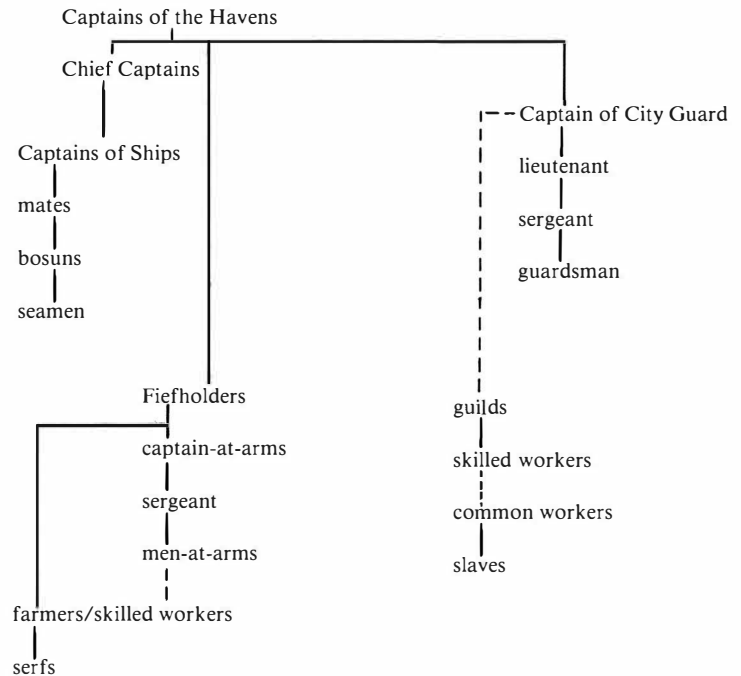 Captains of the Havens
Chief Captains
Captains of Ships
mates
bosuns
seamen
Captain of City Guard
lieutenant
sergeant
guardsman
Fiefholders
captain-at-arms
sergeant
men-at-arms
farmers/skilled workers
serfs
guilds
skilled workers
common workers
slaves